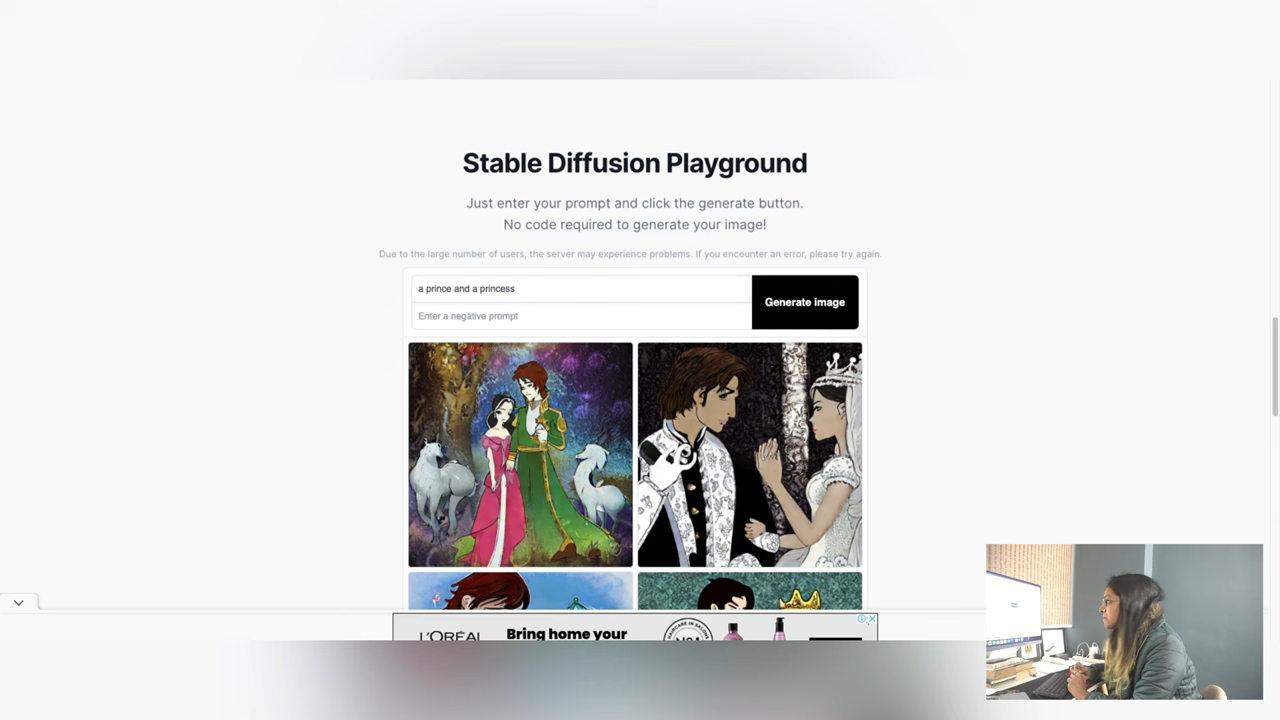 Stable Diffusion Playground
Just enter your prompt and click the generate button.
No code required to generate your image!
Due to the large number of users, the server may experience problems. If you encounter an error, please try again.
a prince and a princess
Generate image
Enter a negative prompt
L'ORÉAL
Bring home your